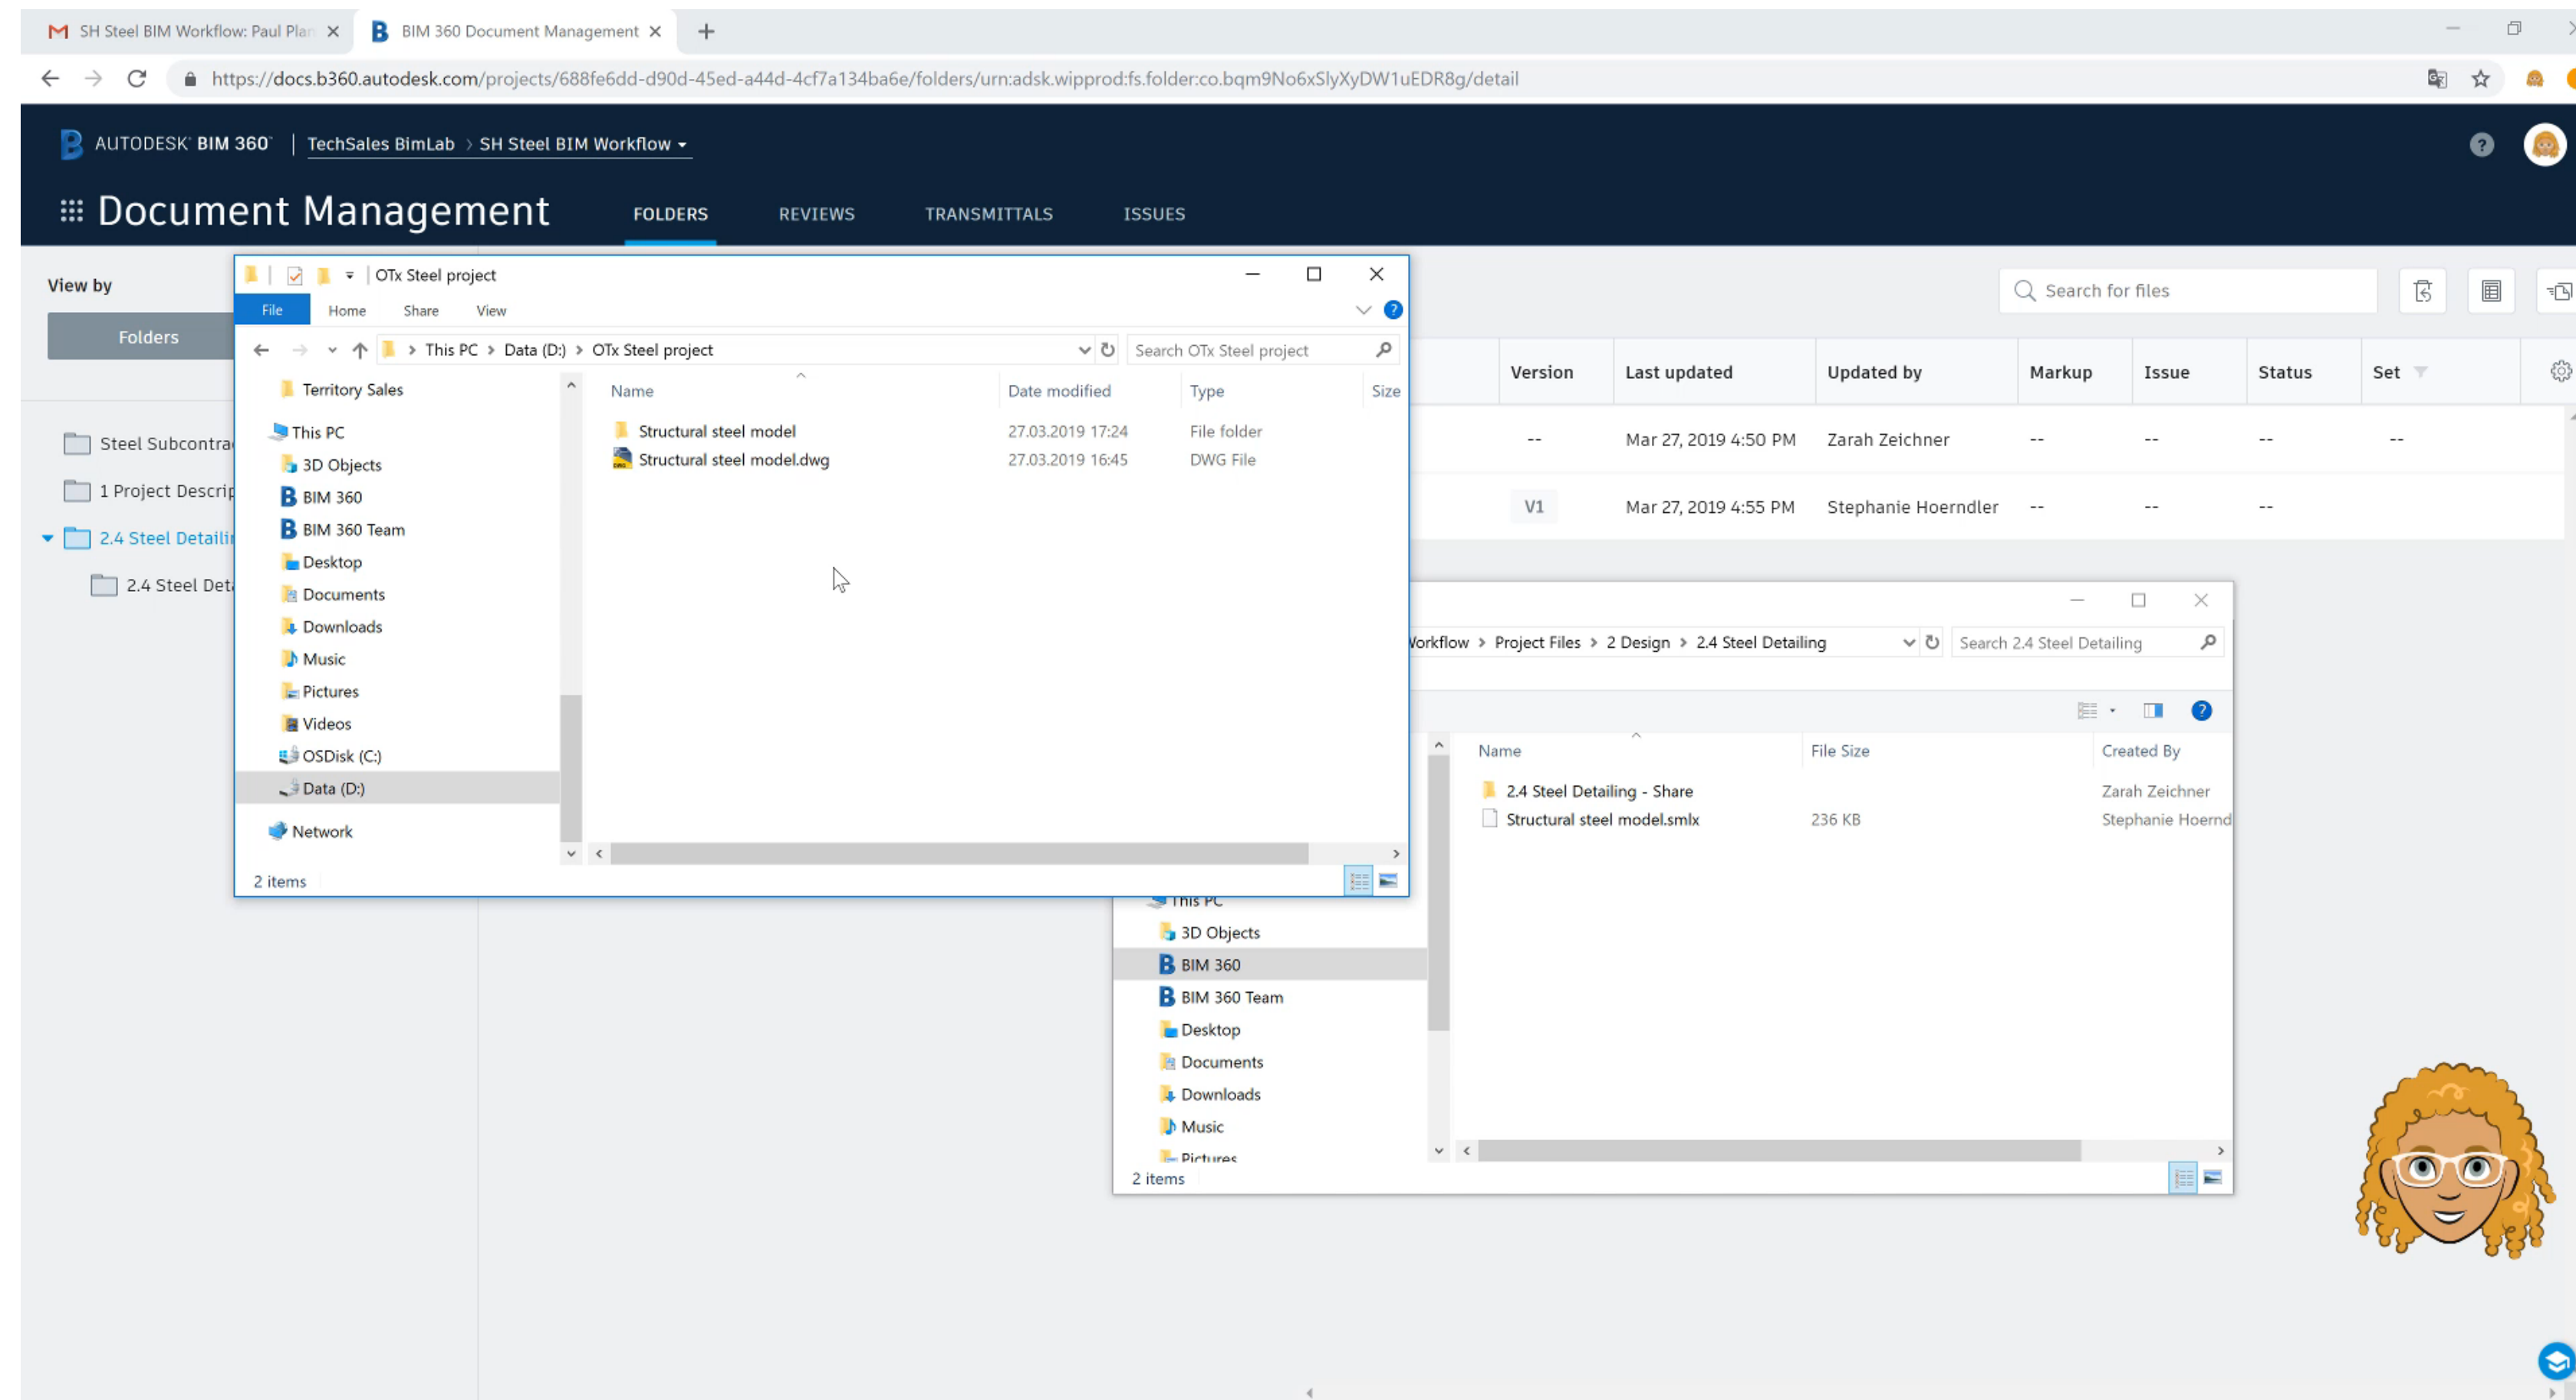 SH Steel BIM Workflow: Paul Plan
BIM 360 Document Management
https://docs.b360.autodesk.com/projects/688fe6dd-d90d-45ed-a44d-4cf7a134ba6e/folders/urn:adsk.wipprod:fs.folder:co.bqm9No6xSlyXyDW1uEDR8g/detail
AUTODESK® BIM 360™ | TechSales BimLab > SH Steel BIM Workflow
Document Management FOLDERS REVIEWS TRANSMITTALS ISSUES
View by
Folders
Steel Subcontra
1 Project Descrip
2.4 Steel Detailin
2.4 Steel Deta
Search for files
Version Last updated Updated by Markup Issue Status Set
-- Mar 27, 2019 4:50 PM Zarah Zeichner -- -- -- --
V1 Mar 27, 2019 4:55 PM Stephanie Hoerndler -- -- --
OTx Steel project
File Home Share View
This PC > Data (D:) > OTx Steel project
Search OTx Steel project
Territory Sales
This PC
3D Objects
BIM 360
BIM 360 Team
Desktop
Documents
Downloads
Music
Pictures
Videos
OSDisk (C:)
Data (D:)
Network
Name Date modified Type Size
Structural steel model 27.03.2019 17:24 File folder
Structural steel model.dwg 27.03.2019 16:45 DWG File
2 items
Workflow > Project Files > 2 Design > 2.4 Steel Detailing
Search 2.4 Steel Detailing
Name File Size Created By
2.4 Steel Detailing - Share Zarah Zeichner
Structural steel model.smlx 236 KB Stephanie Hoernd
This PC
3D Objects
BIM 360
BIM 360 Team
Desktop
Documents
Downloads
Music
Pictures
2 items